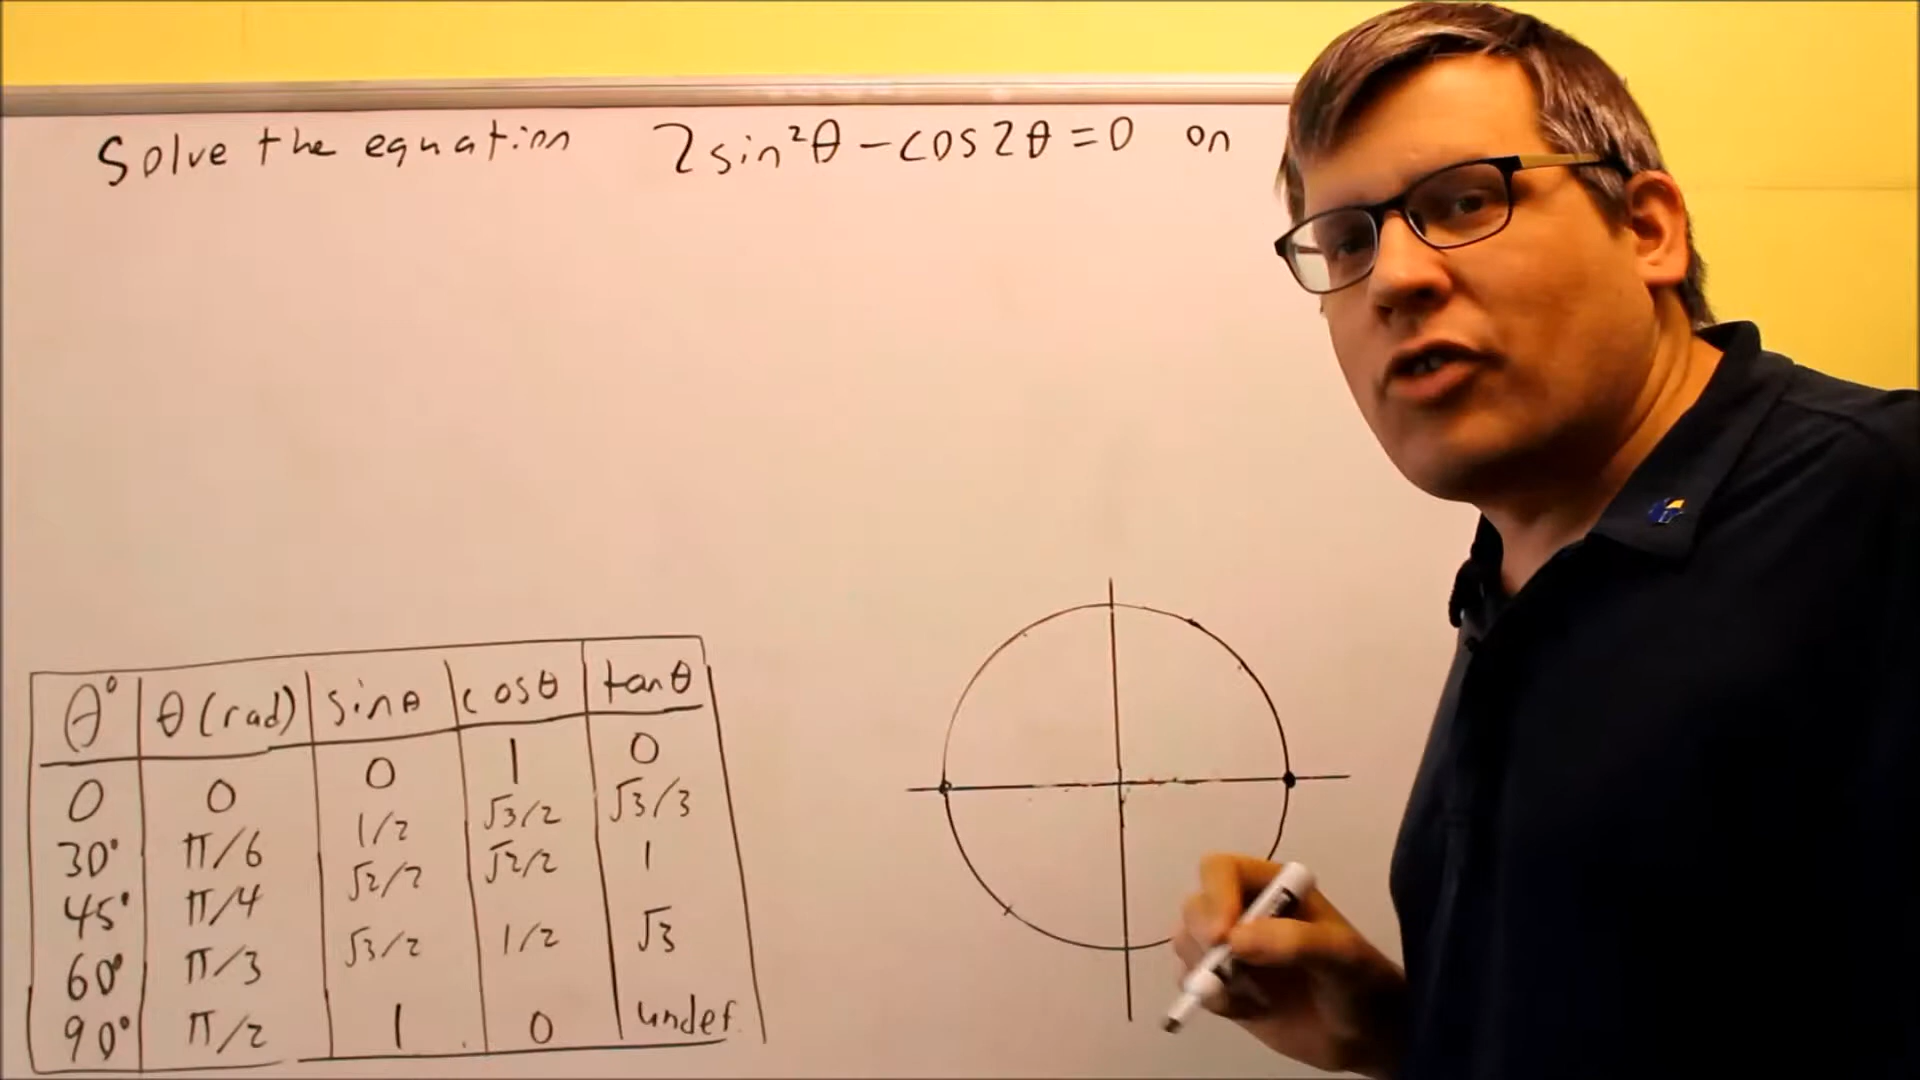 Solve the equation 2sin²θ - cos2θ = 0 on
θ° θ(rad) sinθ cosθ tanθ
0 0 0 1 0
30° π/6 1/2 √3/2 √3/3
45° π/4 √2/2 √2/2 1
60° π/3 √3/2 1/2 √3
90° π/2 1 0 undef.